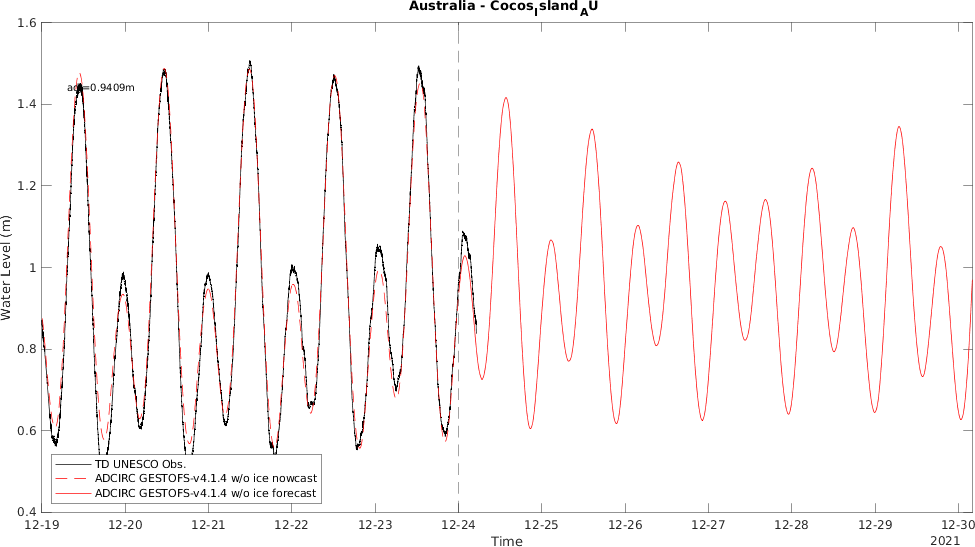 Australia - Cocos_Island_AU
1.6
1.4
1.2
1
0.8
0.6
0.4
Water Level (m)
=0.9409m
TD UNESCO Obs.
ADCIRC GESTOFS-v4.1.4 w/o ice nowcast
ADCIRC GESTOFS-v4.1.4 w/o ice forecast
12-19 12-20 12-21 12-22 12-23 12-24 12-25 12-26 12-27 12-28 12-29 12-30
Time
2021